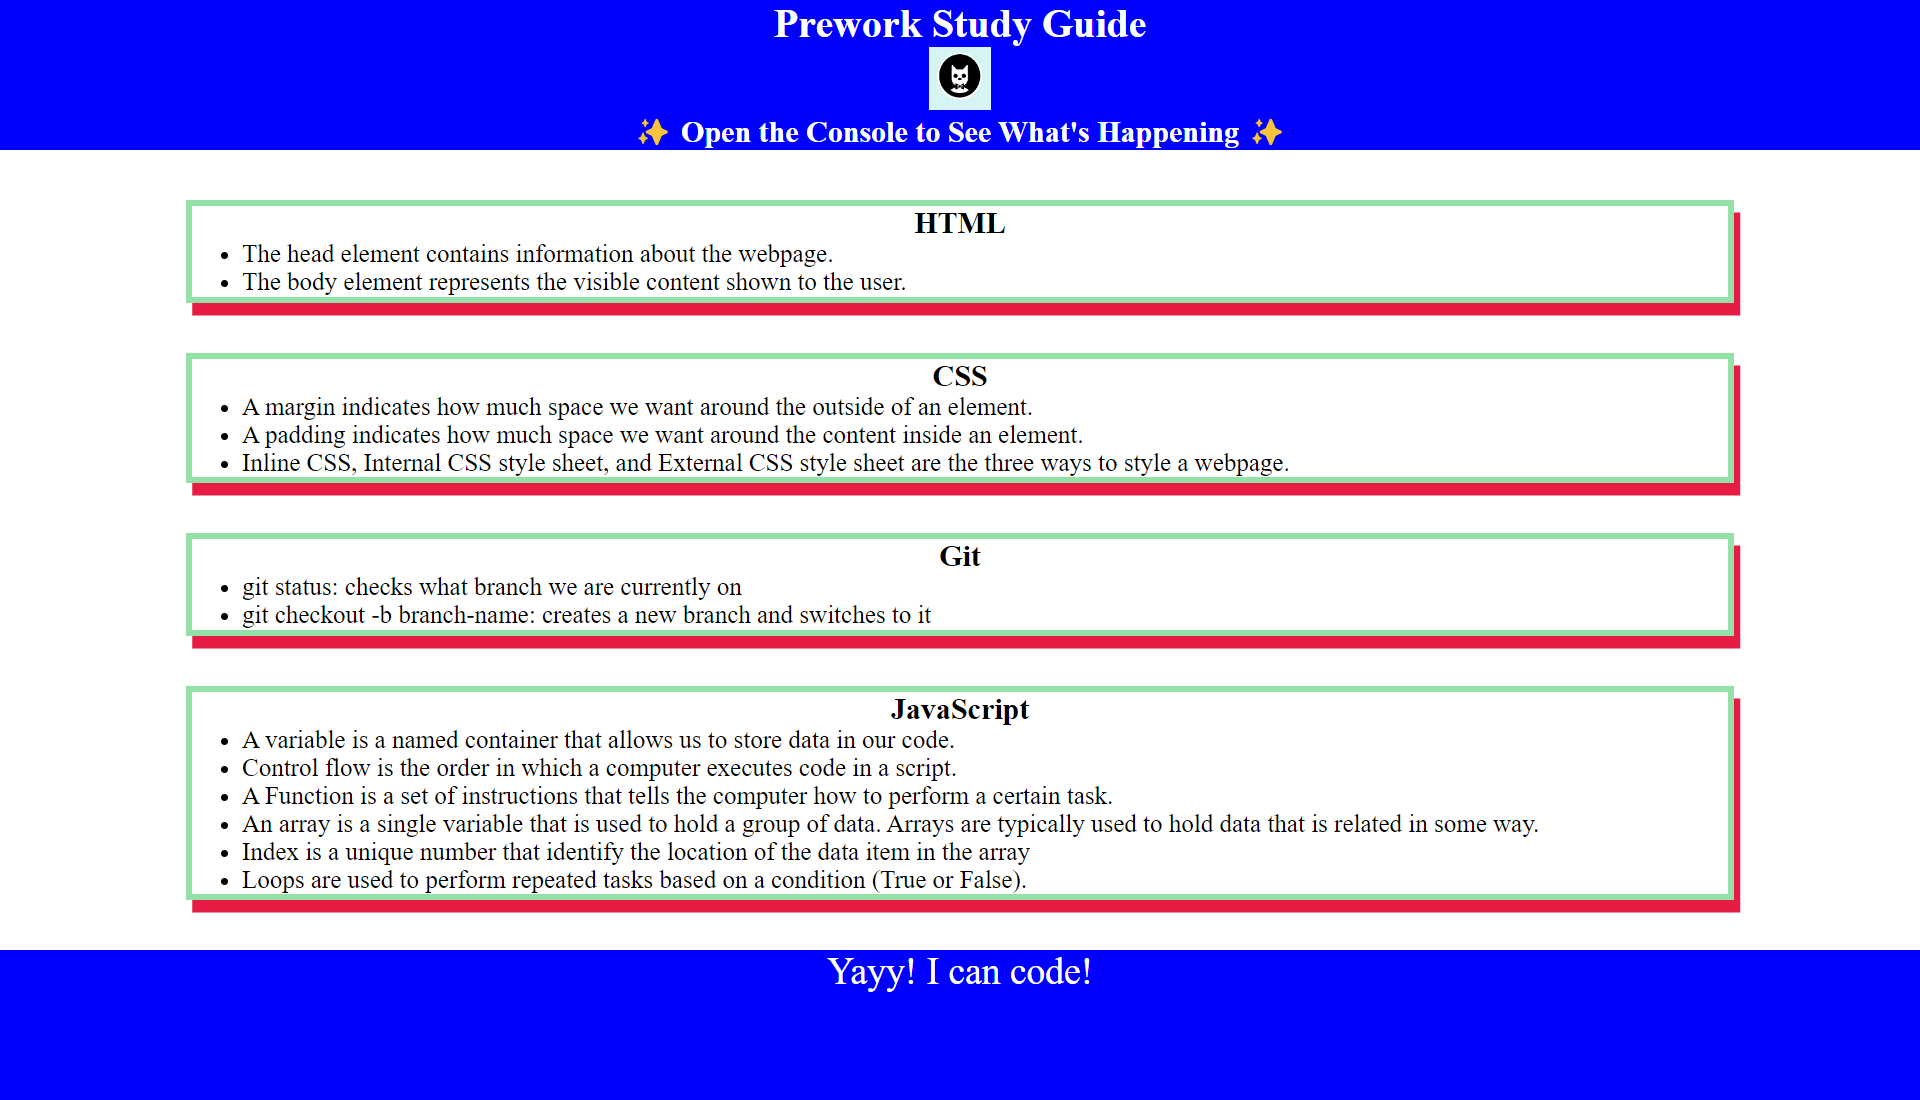 Prework Study Guide
✨ Open the Console to See What's Happening ✨
HTML
• The head element contains information about the webpage.
• The body element represents the visible content shown to the user.
CSS
• A margin indicates how much space we want around the outside of an element.
• A padding indicates how much space we want around the content inside an element.
• Inline CSS, Internal CSS style sheet, and External CSS style sheet are the three ways to style a webpage.
Git
• git status: checks what branch we are currently on
• git checkout -b branch-name: creates a new branch and switches to it
JavaScript
• A variable is a named container that allows us to store data in our code.
• Control flow is the order in which a computer executes code in a script.
• A Function is a set of instructions that tells the computer how to perform a certain task.
• An array is a single variable that is used to hold a group of data. Arrays are typically used to hold data that is related in some way.
• Index is a unique number that identify the location of the data item in the array
• Loops are used to perform repeated tasks based on a condition (True or False).
Yayy! I can code!